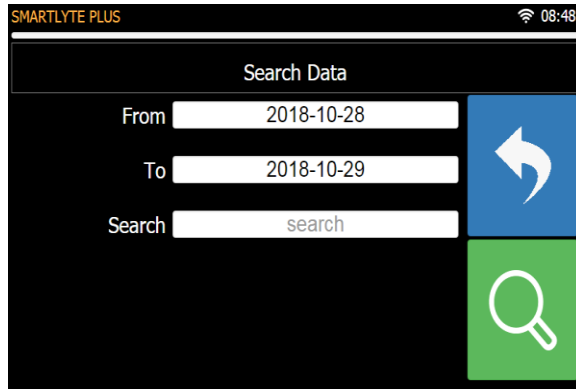 SMARTLYTE PLUS 08:48
Search Data
From 2018-10-28
To 2018-10-29
Search search